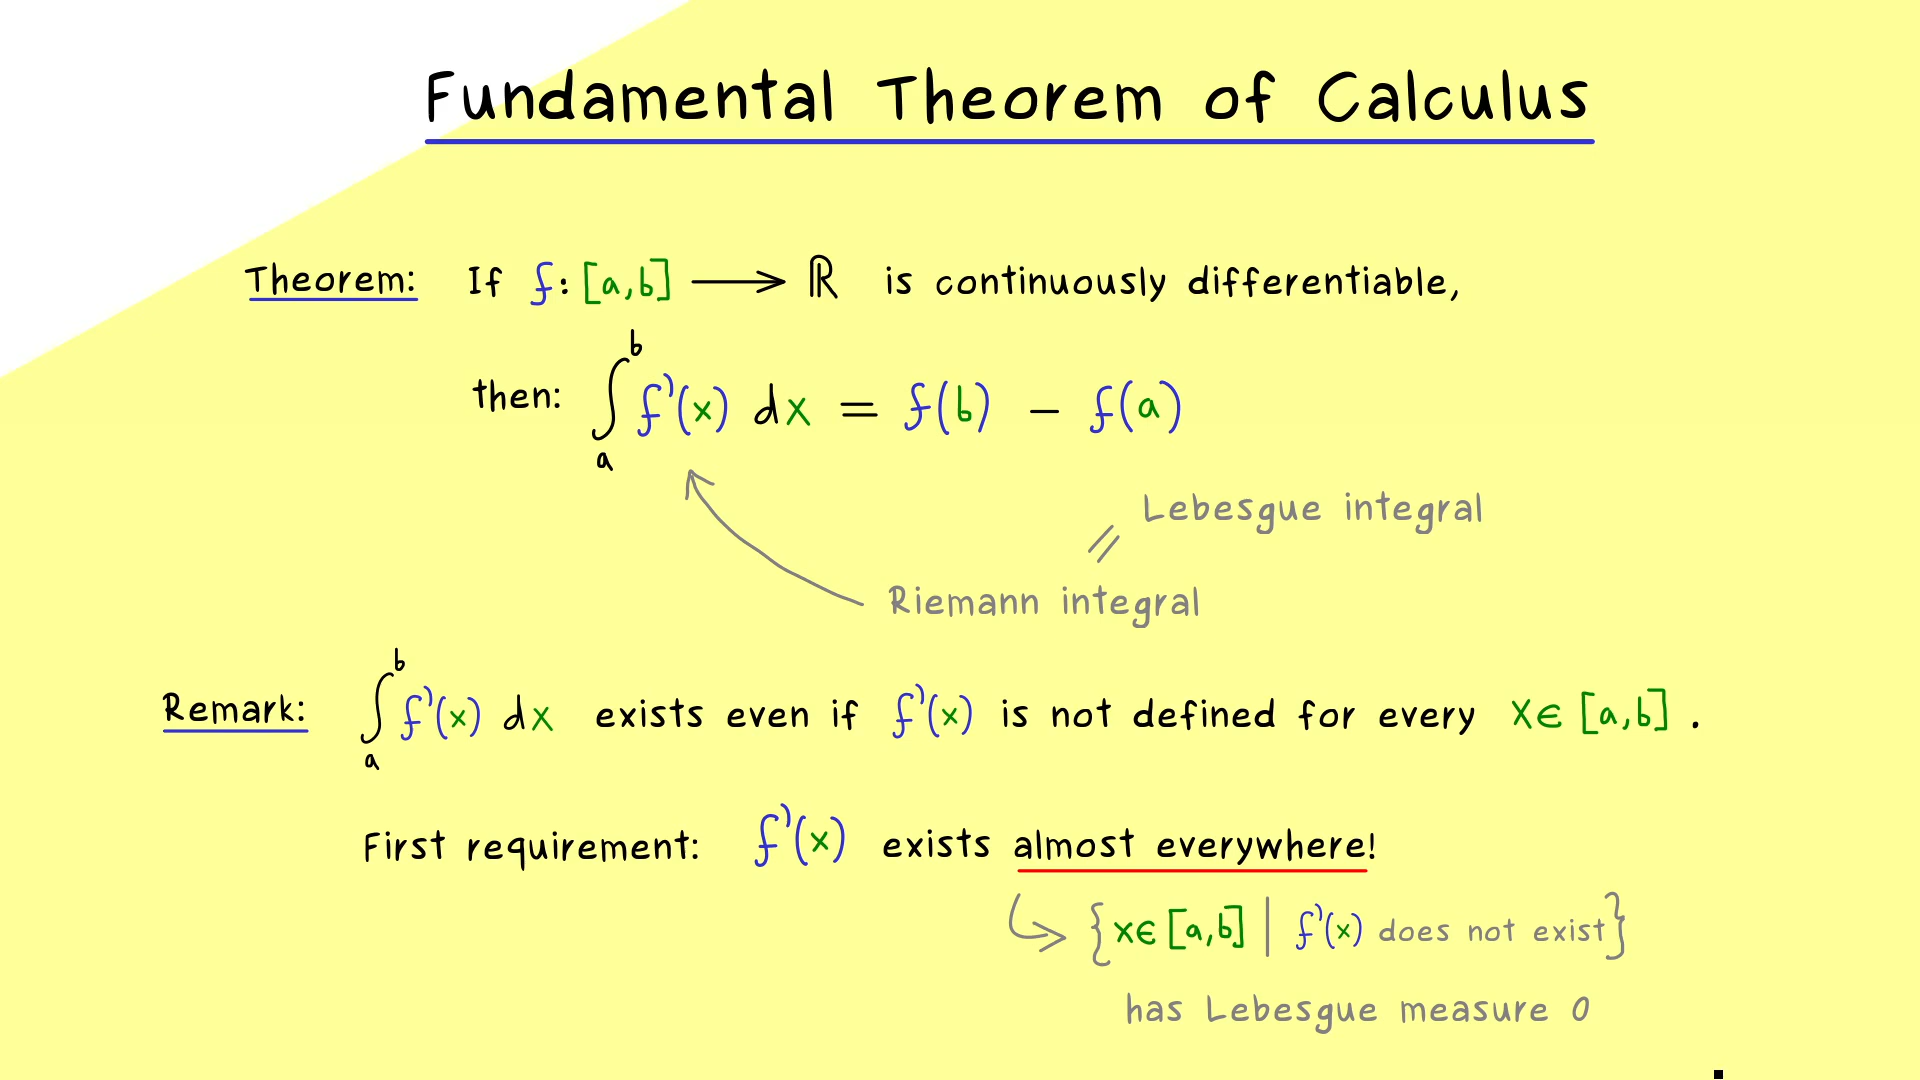 Fundamental Theorem of Calculus
Theorem: If f: [a,b] ⟶ ℝ is continuously differentiable,
then: ∫_a^b f'(x) dx = f(b) − f(a)
Lebesgue integral
=
Riemann integral
Remark: ∫_a^b f'(x) dx exists even if f'(x) is not defined for every x∈[a,b].
First requirement: f'(x) exists almost everywhere!
↪ {x∈[a,b] | f'(x) does not exist}
has Lebesgue measure 0